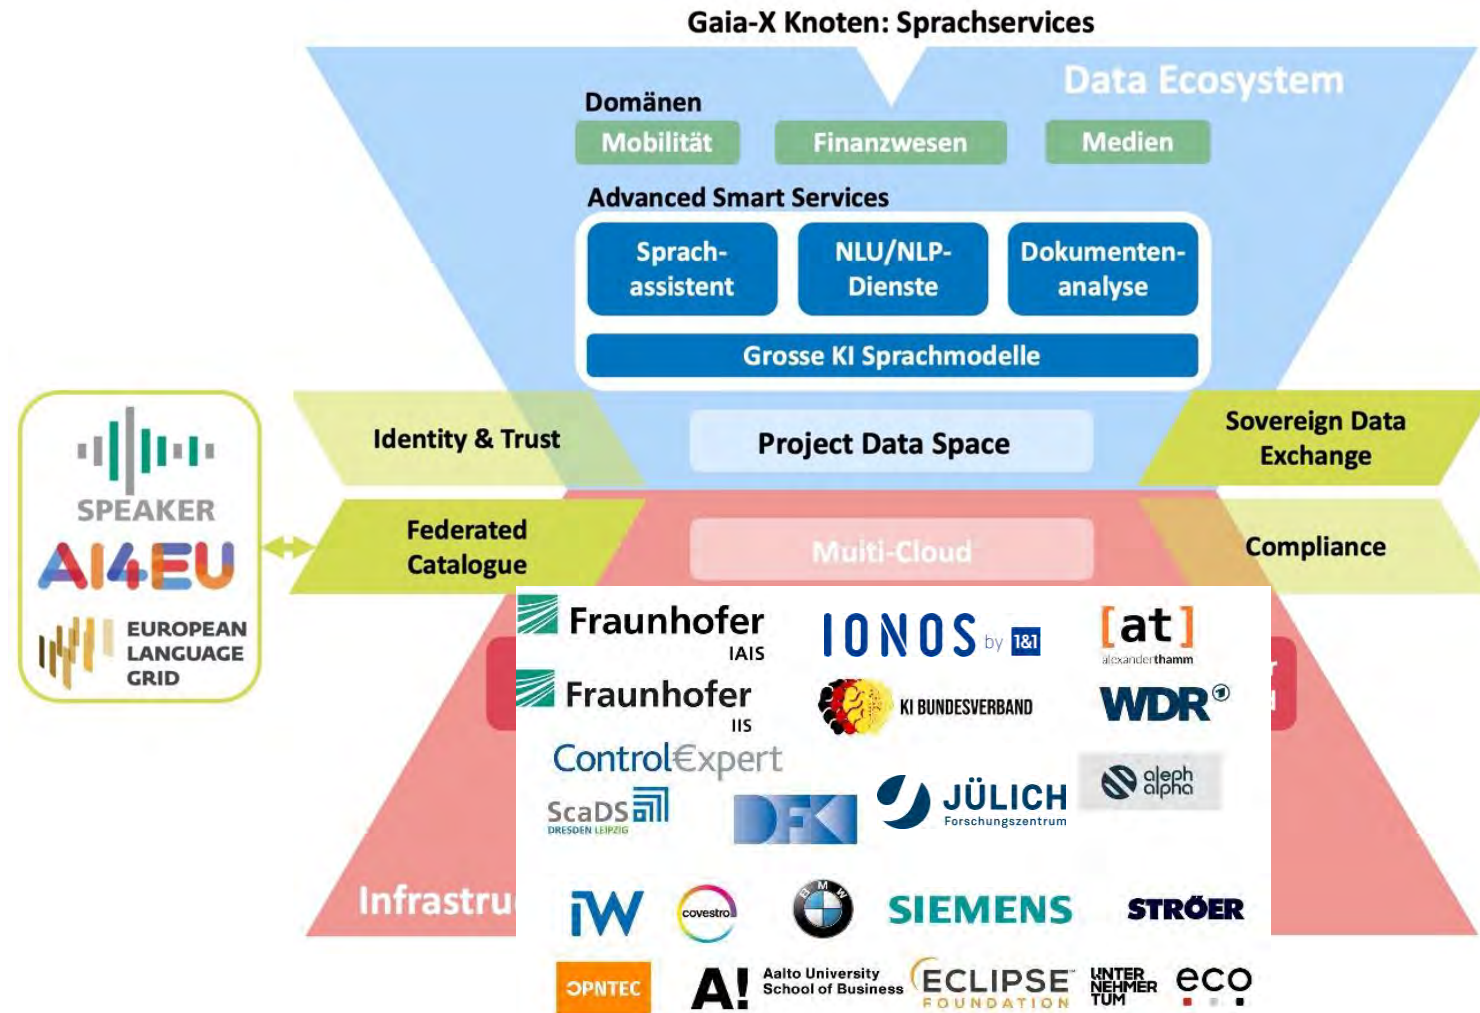 Gaia-X Knoten: Sprachservices
Data Ecosystem
Domänen
Mobilität
Finanzwesen
Medien
Advanced Smart Services
Sprach-
assistent
NLU/NLP-
Dienste
Dokumenten-
analyse
Grosse KI Sprachmodelle
Identity & Trust
Project Data Space
Sovereign Data
Exchange
SPEAKER
AI4EU
EUROPEAN
LANGUAGE
GRID
Federated
Catalogue
Muiti-Cloud
Compliance
Fraunhofer
IAIS
IONOS by 1&1
[at]
alexanderthamm
Fraunhofer
IIS
KI BUNDESVERBAND
WDR
Control€xpert
aleph
alpha
ScaDS
DRESDEN LEIPZIG
DFKI
JÜLICH
Forschungszentrum
Infrastru
iW
covestro
BMW
SIEMENS
STRÖER
OPNTEC
A!
Aalto University
School of Business
ECLIPSE
FOUNDATION
UNTER
NEHMER
TUM
eco